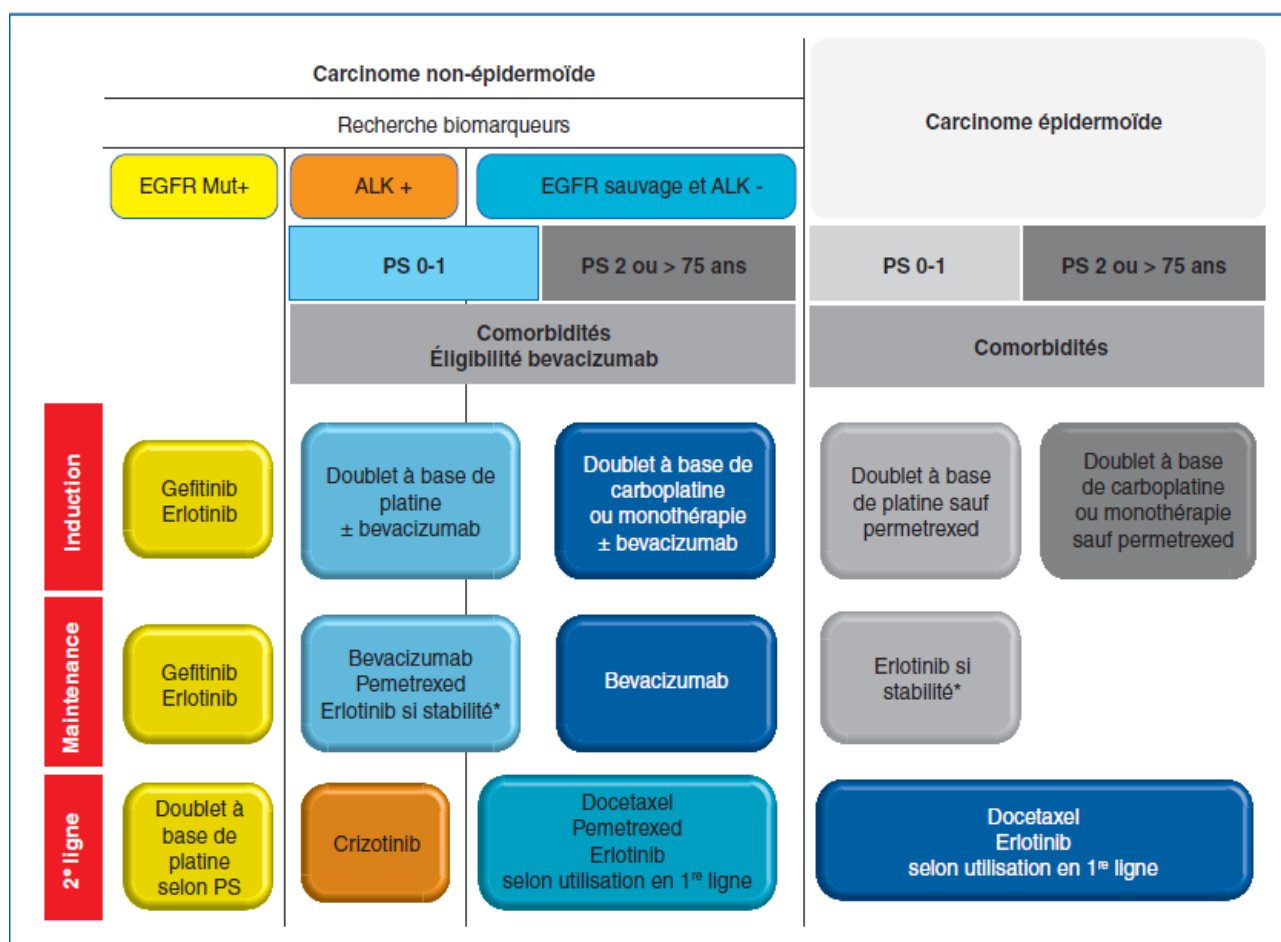 Carcinome non-épidermoïde
Recherche biomarqueurs
Carcinome épidermoïde
EGFR Mut+
ALK +
EGFR sauvage et ALK -
PS 0-1
PS 2 ou > 75 ans
PS 0-1
PS 2 ou > 75 ans
Comorbidités
Éligibilité bevacizumab
Comorbidités
Induction
Gefitinib
Erlotinib
Doublet à base de
platine
± bevacizumab
Doublet à base de
carboplatine
ou monothérapie
± bevacizumab
Doublet à base
de platine sauf
permetrexed
Doublet à base
de carboplatine
ou monothérapie
sauf permetrexed
Maintenance
Gefitinib
Erlotinib
Bevacizumab
Pemetrexed
Erlotinib si stabilité*
Bevacizumab
Erlotinib si
stabilité*
2e ligne
Doublet à
base de
platine
selon PS
Crizotinib
Docetaxel
Pemetrexed
Erlotinib
selon utilisation en 1re ligne
Docetaxel
Erlotinib
selon utilisation en 1re ligne